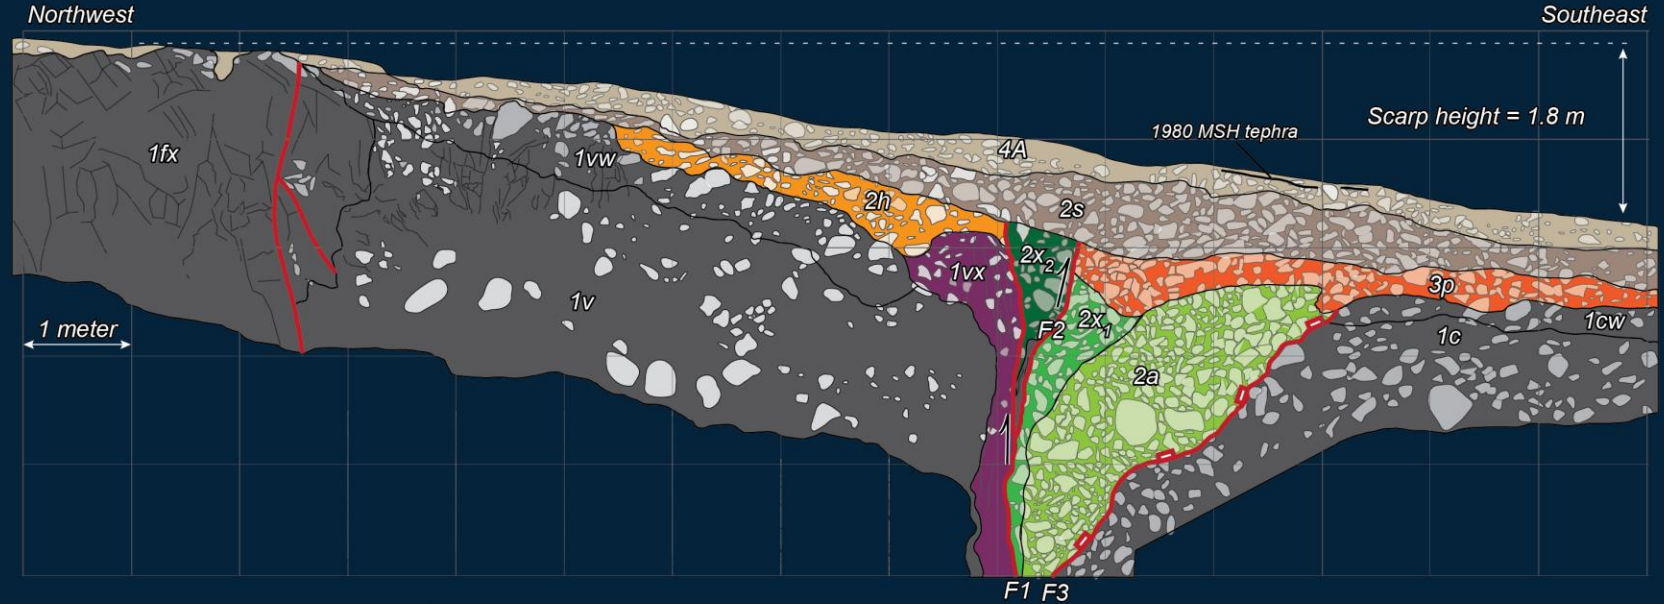 Northwest
Southeast
Scarp height = 1.8 m
1980 MSH tephra
4A
1fx
1vw
2h
2s
1vx
2x2
3p
1v
F2
2x1
1cw
1c
1 meter
2a
F1 F3